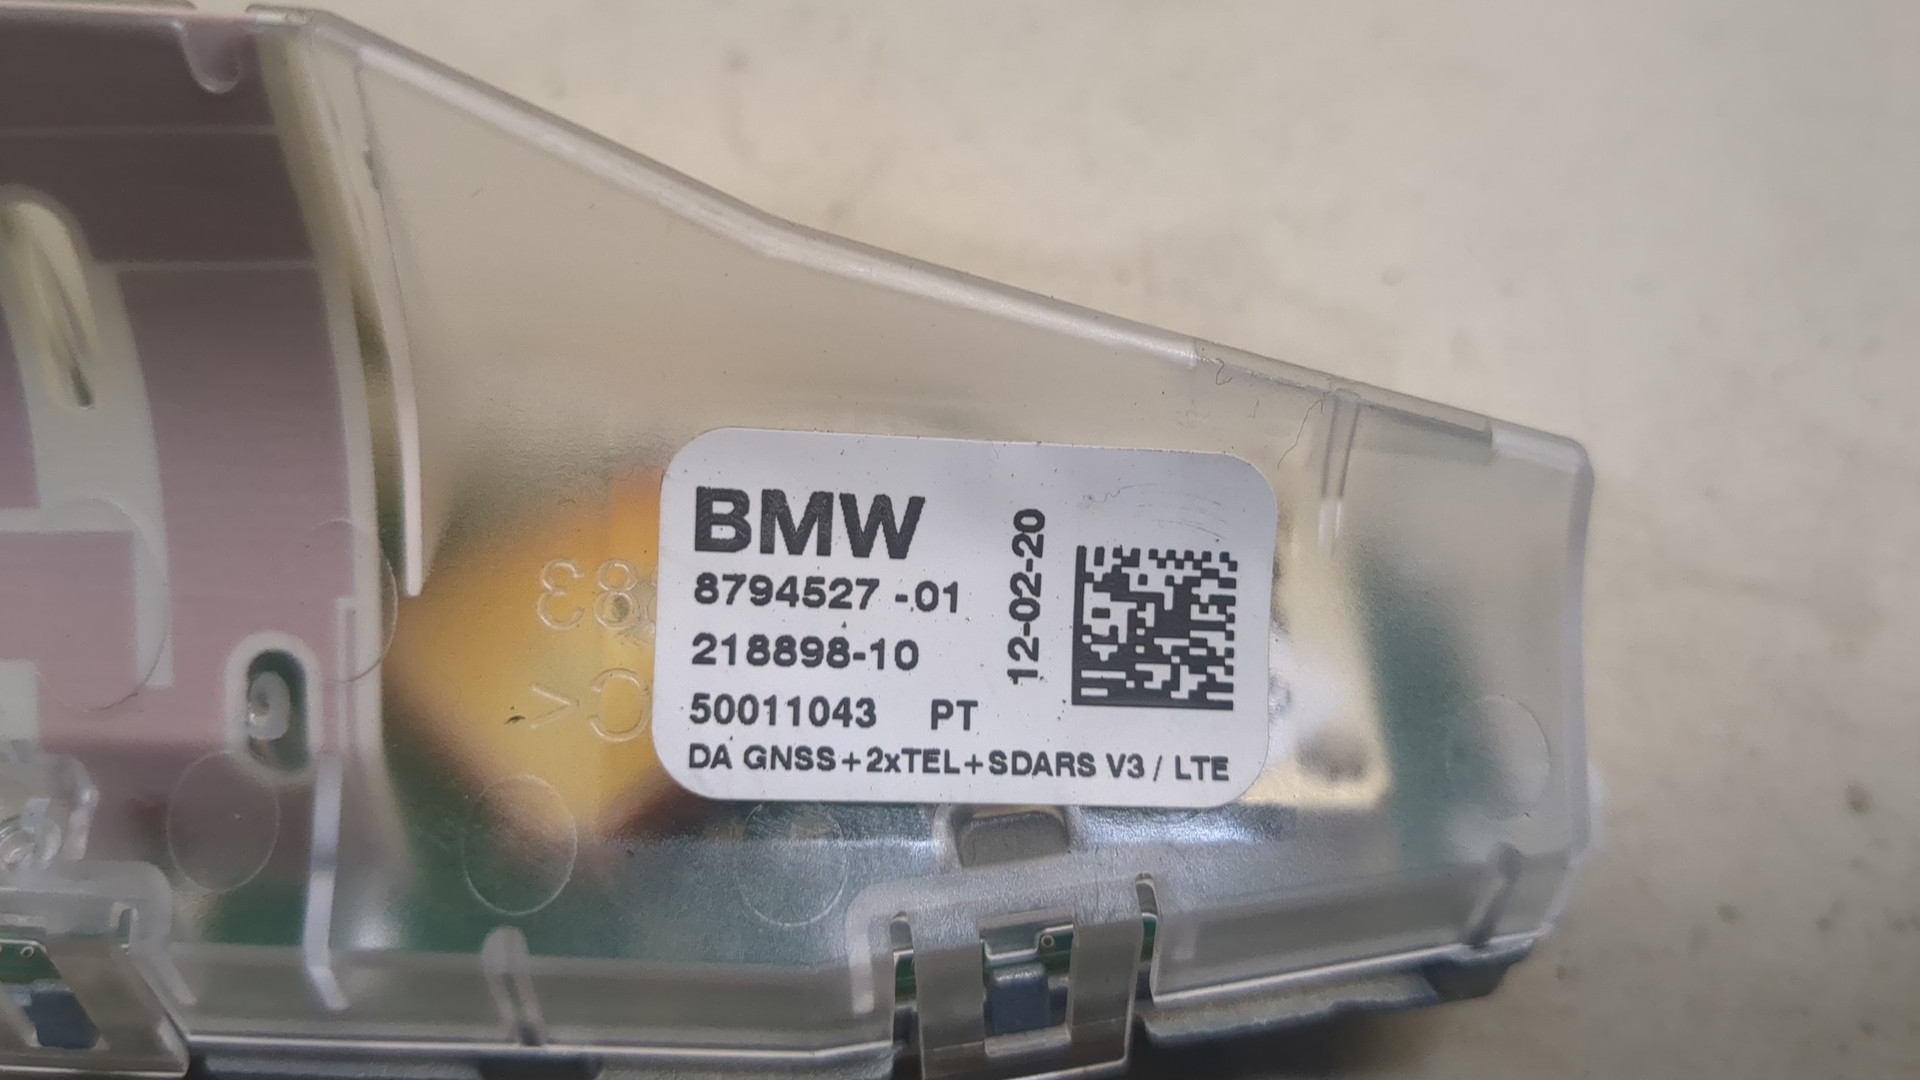 BMW
8794527 -01
218898-10
50011043 PT
DA GNSS+2xTEL+SDARS V3 / LTE
12-02-20